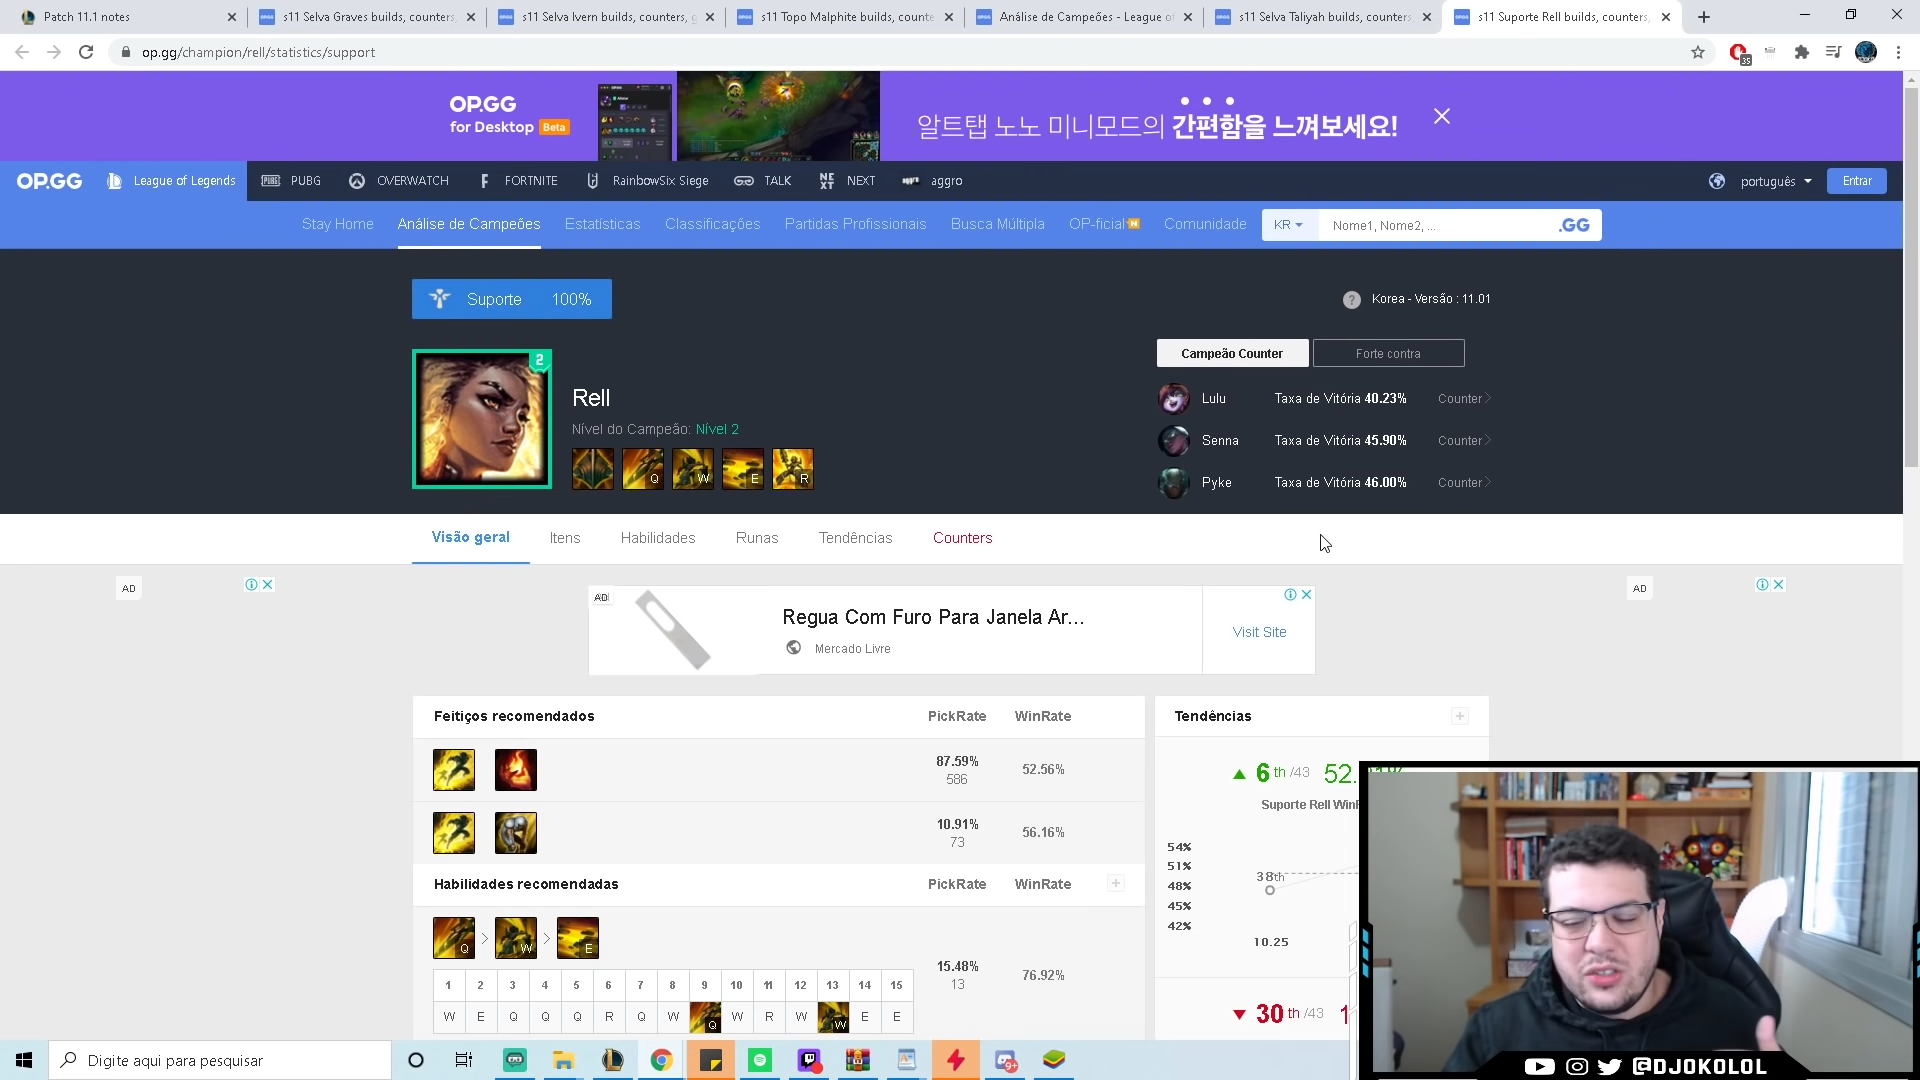 Patch 11.1 notes
s11 Selva Graves builds, counters,
s11 Selva Ivern builds, counters, g
s11 Topo Malphite builds, counte
Análise de Campeões - League of
s11 Selva Taliyah builds, counters
s11 Suporte Rell builds, counters,
op.gg/champion/rell/statistics/support
35
OP.GG
for Desktop Beta
알트탭 노노 미니모드의 간편함을 느껴보세요!
OP.GG
League of Legends
PUBG
OVERWATCH
FORTNITE
RainbowSix Siege
TALK
NEXT
NEXT
aggro
português
Entrar
Stay Home
Análise de Campeões
Estatísticas
Classificações
Partidas Profissionais
Busca Múltipla
OP-ficial
Comunidade
KR
Nome1, Nome2, ...
.GG
Suporte 100%
Korea - Versão : 11.01
2
Rell
Nível do Campeão: Nível 2
Q W E R
Campeão Counter
Forte contra
Lulu Taxa de Vitória 40.23% Counter
Senna Taxa de Vitória 45.90% Counter
Pyke Taxa de Vitória 46.00% Counter
Visão geral
Itens
Habilidades
Runas
Tendências
Counters
AD
AD
Regua Com Furo Para Janela Ar...
Mercado Livre
Visit Site
AD
Feitiços recomendados PickRate WinRate
87.59%
586
52.56%
10.91%
73
56.16%
Habilidades recomendadas PickRate WinRate
Q W E
15.48%
13
76.92%
1 2 3 4 5 6 7 8 9 10 11 12 13 14 15
W E Q Q Q R Q W Q W R W W E E
Tendências
6 th /43
Suporte Rell
54%
51%
48%
45%
42%
38th
10.25
30 th /43
Digite aqui para pesquisar
9+
@DJOKOLOL